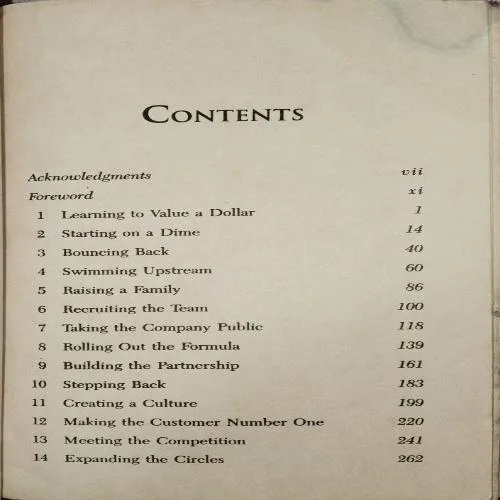 CONTENTS
Acknowledgments vii
Foreword xi
1 Learning to Value a Dollar 1
2 Starting on a Dime 14
3 Bouncing Back 40
4 Swimming Upstream 60
5 Raising a Family 86
6 Recruiting the Team 100
7 Taking the Company Public 118
8 Rolling Out the Formula 139
9 Building the Partnership 161
10 Stepping Back 183
11 Creating a Culture 199
12 Making the Customer Number One 220
13 Meeting the Competition 241
14 Expanding the Circles 262